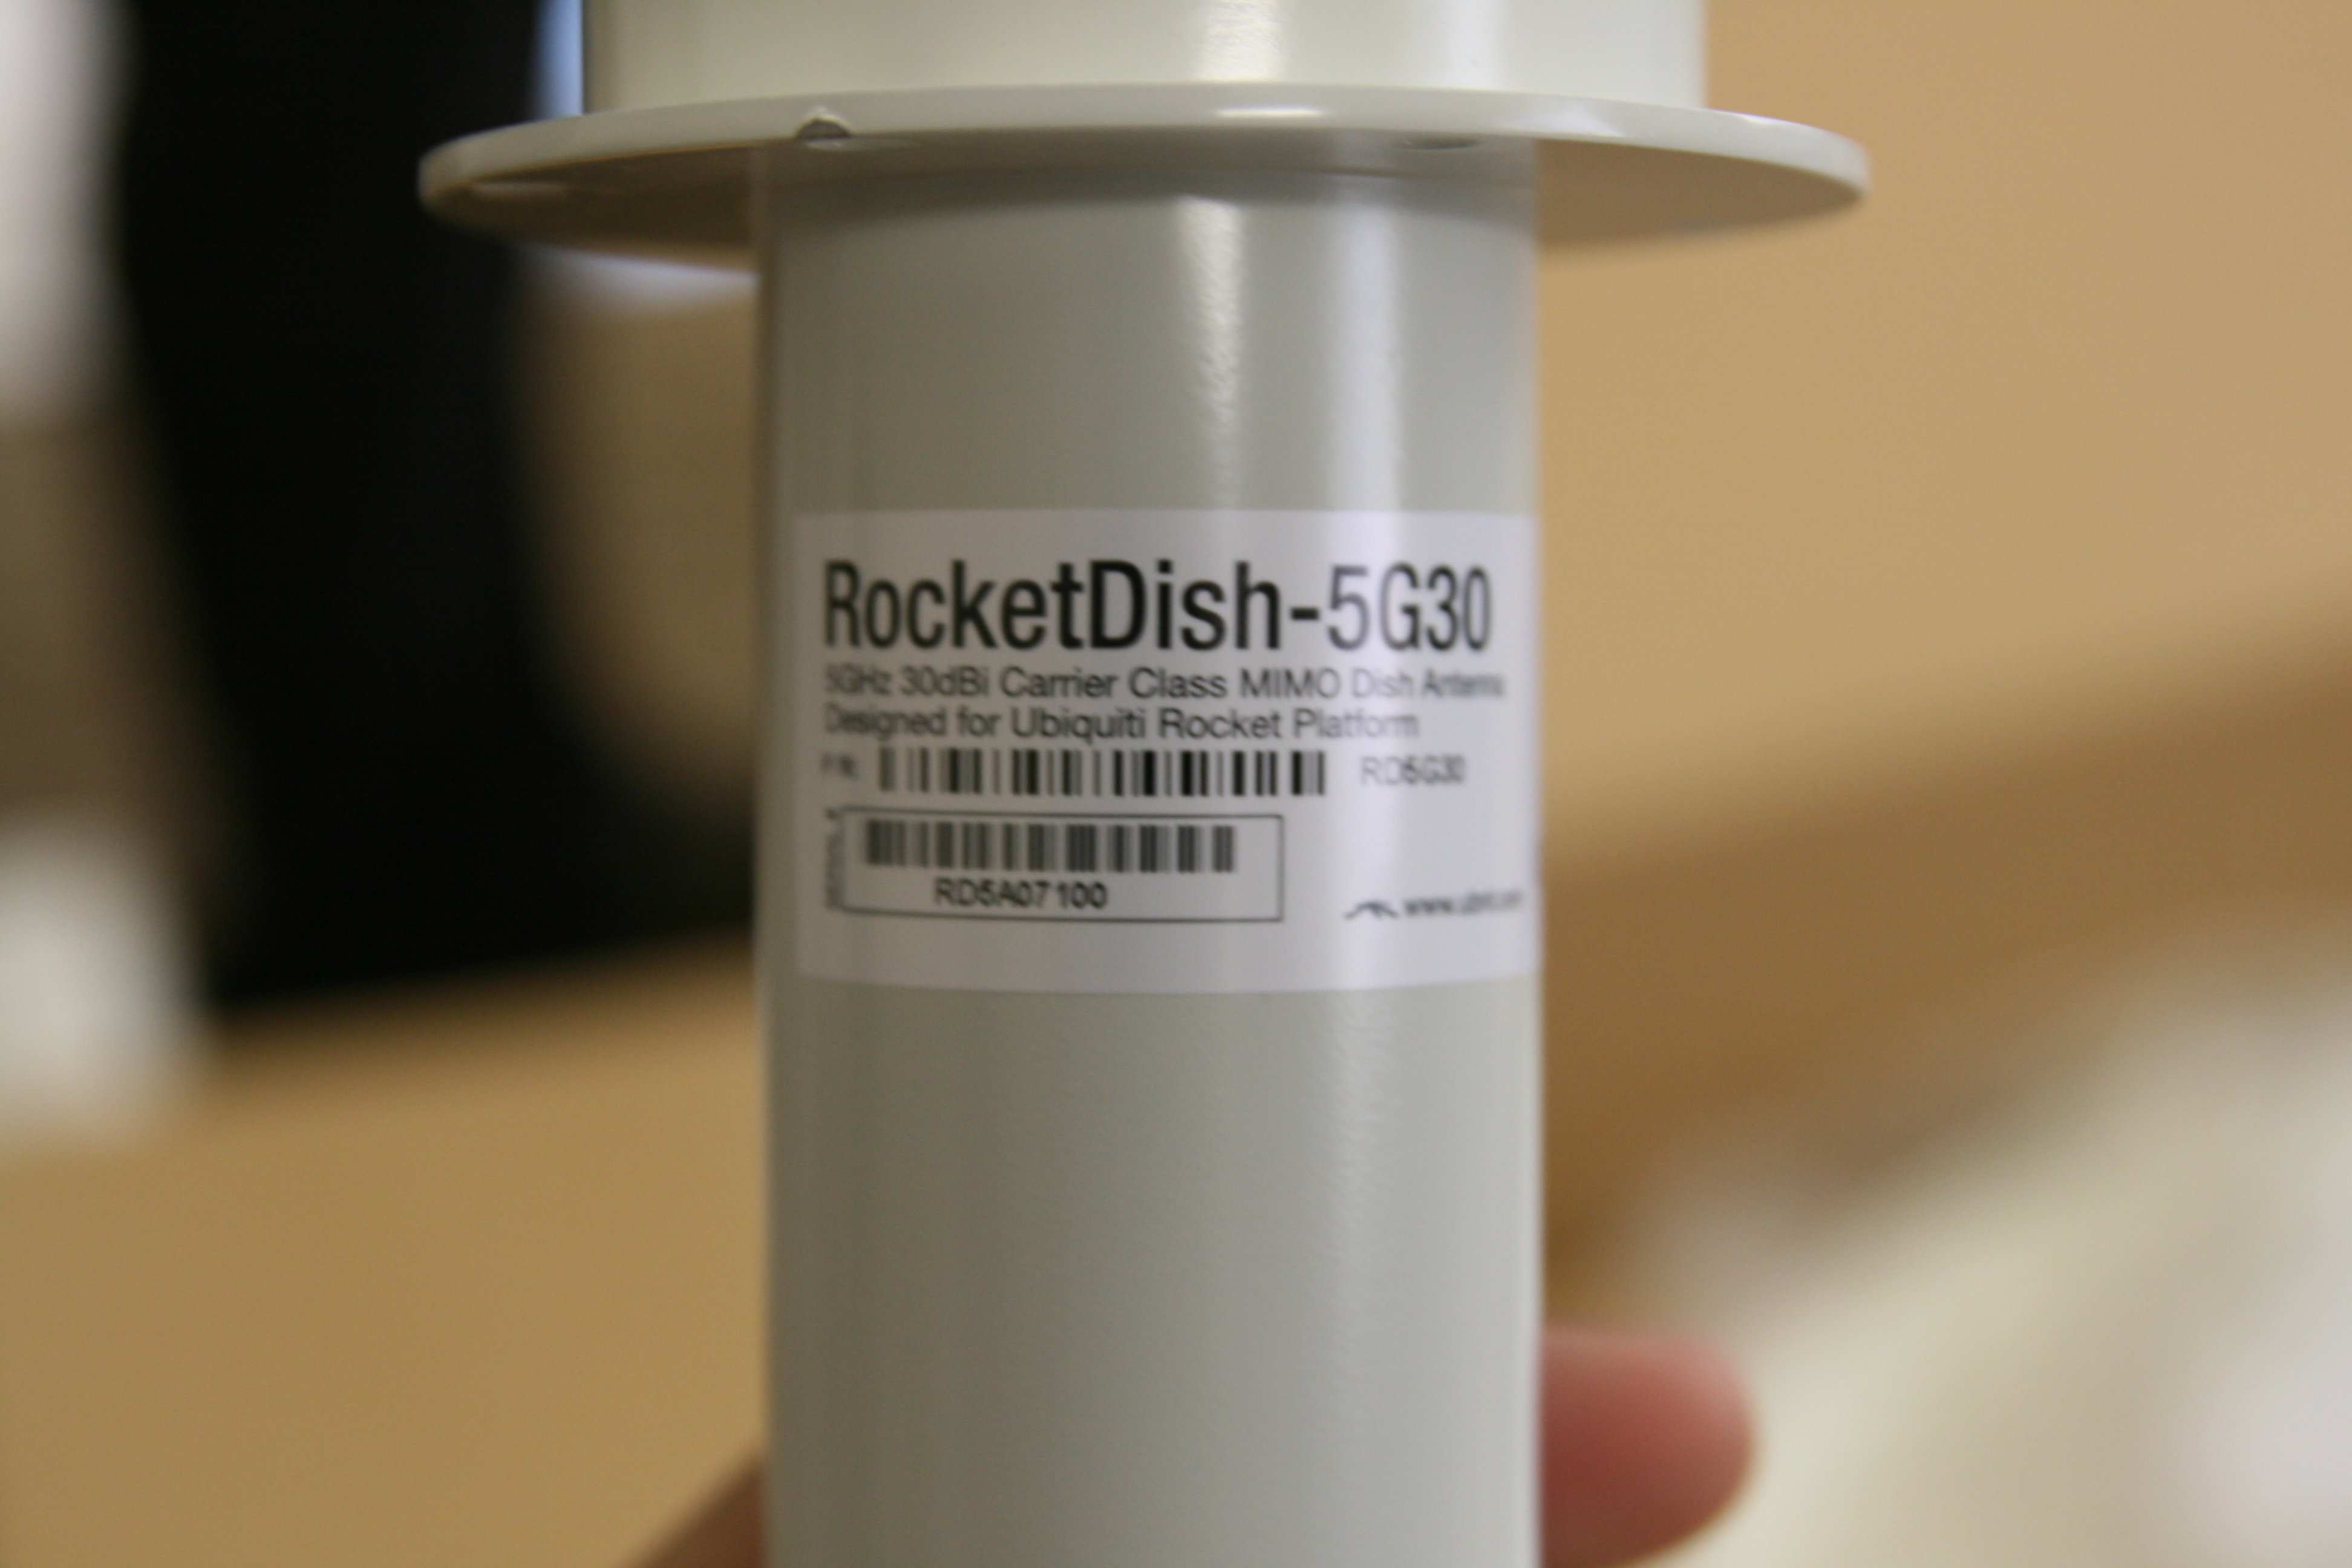 RocketDish-5G30
5GHz 30dBi Carrier Class MIMO Dish Antenna
Designed for Ubiquiti Rocket Platform
P/N: RD5G30
RD5A07100